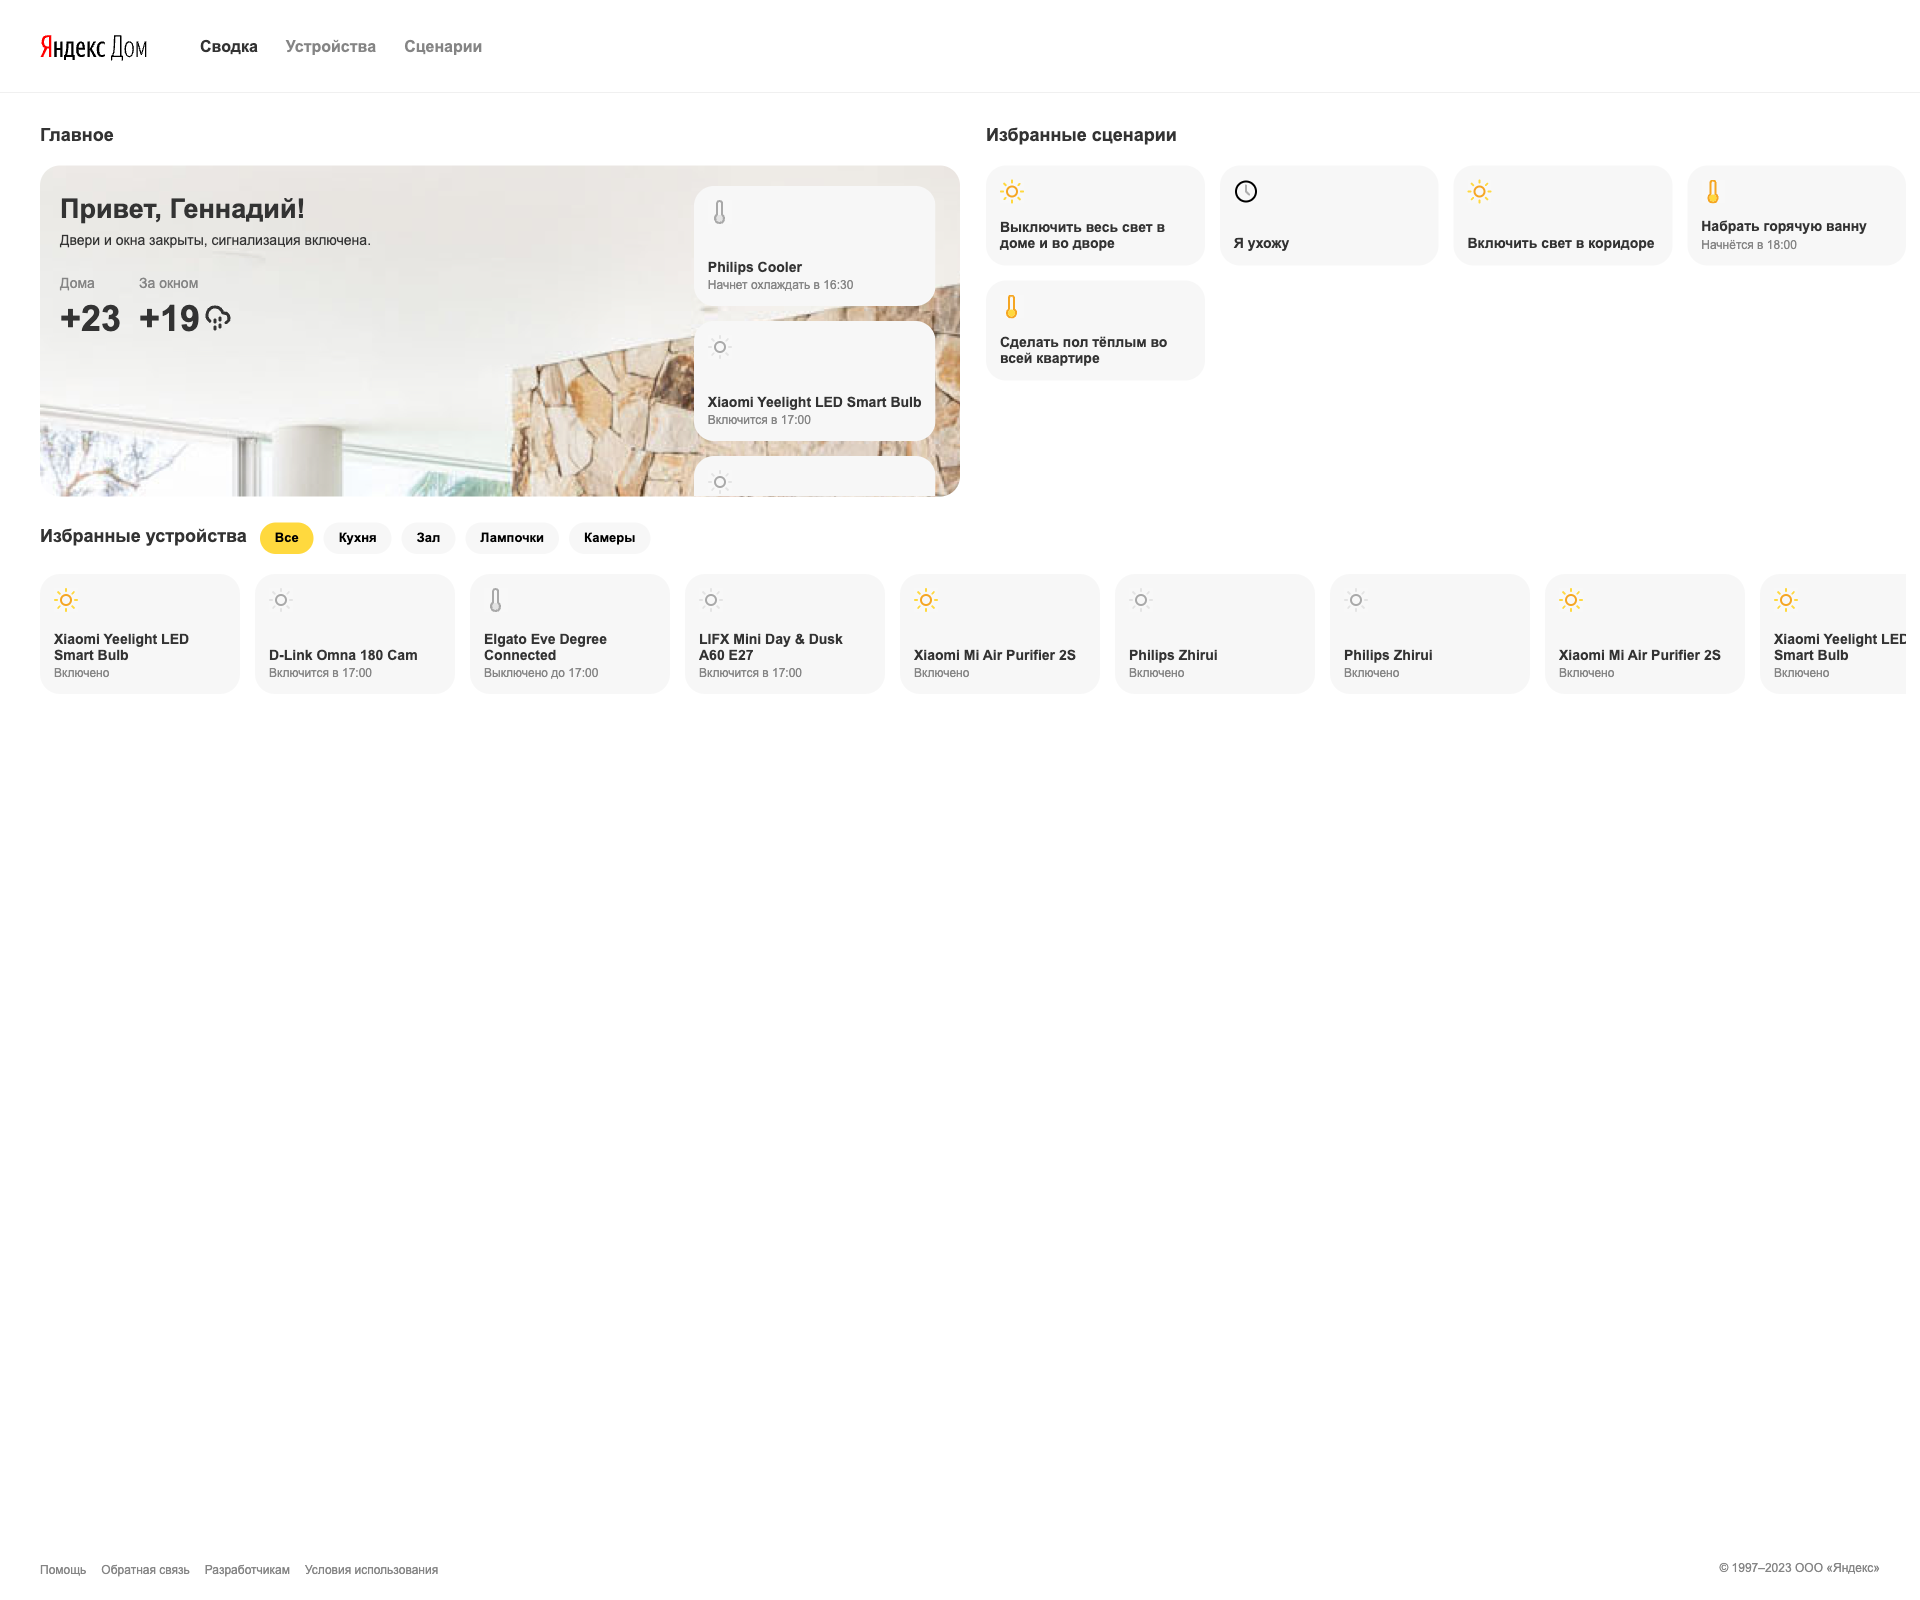 Яндекс Дом
Сводка Устройства Сценарии
Главное
Привет, Геннадий!
Двери и окна закрыты, сигнализация включена.
Дома За окном
+23 +19
Philips Cooler
Начнет охлаждать в 16:30
Xiaomi Yeelight LED Smart Bulb
Включится в 17:00
Избранные сценарии
Выключить весь свет в
доме и во дворе
Я ухожу
Включить свет в коридоре
Набрать горячую ванну
Начнётся в 18:00
Сделать пол тёплым во
всей квартире
Избранные устройства Все Кухня Зал Лампочки Камеры
Xiaomi Yeelight LED
Smart Bulb
Включено
D-Link Omna 180 Cam
Включится в 17:00
Elgato Eve Degree
Connected
Выключено до 17:00
LIFX Mini Day & Dusk
A60 E27
Включится в 17:00
Xiaomi Mi Air Purifier 2S
Включено
Philips Zhirui
Включено
Philips Zhirui
Включено
Xiaomi Mi Air Purifier 2S
Включено
Xiaomi Yeelight LED
Smart Bulb
Включено
Помощь Обратная связь Разработчикам Условия использования
© 1997–2023 ООО «Яндекс»